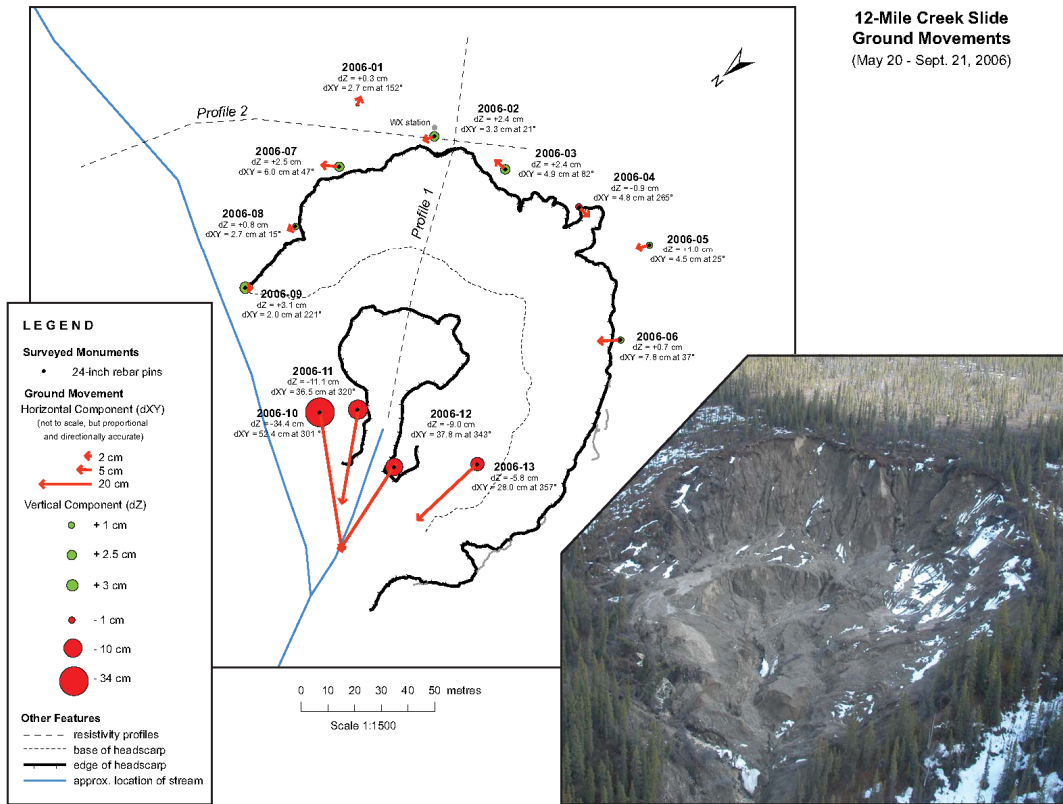 12-Mile Creek Slide
Ground Movements
(May 20 - Sept. 21, 2006)
N
2006-01
dZ = +0.3 cm
dXY = 2.7 cm at 152°
Profile 2
WX station
2006-02
dZ = +2.4 cm
dXY = 3.3 cm at 21°
2006-07
dZ = +2.5 cm
dXY = 6.0 cm at 47°
2006-03
dZ = +2.4 cm
dXY = 4.9 cm at 82°
2006-04
dZ = -0.9 cm
dXY = 4.8 cm at 265°
Profile 1
2006-08
dZ = +0.8 cm
dXY = 2.7 cm at 15°
2006-05
dZ = +1.0 cm
dXY = 4.5 cm at 25°
2006-09
dZ = +3.1 cm
dXY = 2.0 cm at 221°
2006-06
dZ = +0.7 cm
dXY = 7.8 cm at 37°
2006-11
dZ = -11.1 cm
dXY = 36.5 cm at 320°
2006-10
dZ = -34.4 cm
dXY = 52.4 cm at 301°
2006-12
dZ = -9.0 cm
dXY = 37.8 m at 343°
2006-13
dZ = -5.8 cm
dXY = 28.0 cm at 357°
LEGEND
Surveyed Monuments
24-inch rebar pins
Ground Movement
Horizontal Component (dXY)
(not to scale, but proportional
and directionally accurate)
2 cm
5 cm
20 cm
Vertical Component (dZ)
+ 1 cm
+ 2.5 cm
+ 3 cm
- 1 cm
- 10 cm
- 34 cm
Other Features
resistivity profiles
base of headscarp
edge of headscarp
approx. location of stream
0 10 20 30 40 50 metres
Scale 1:1500